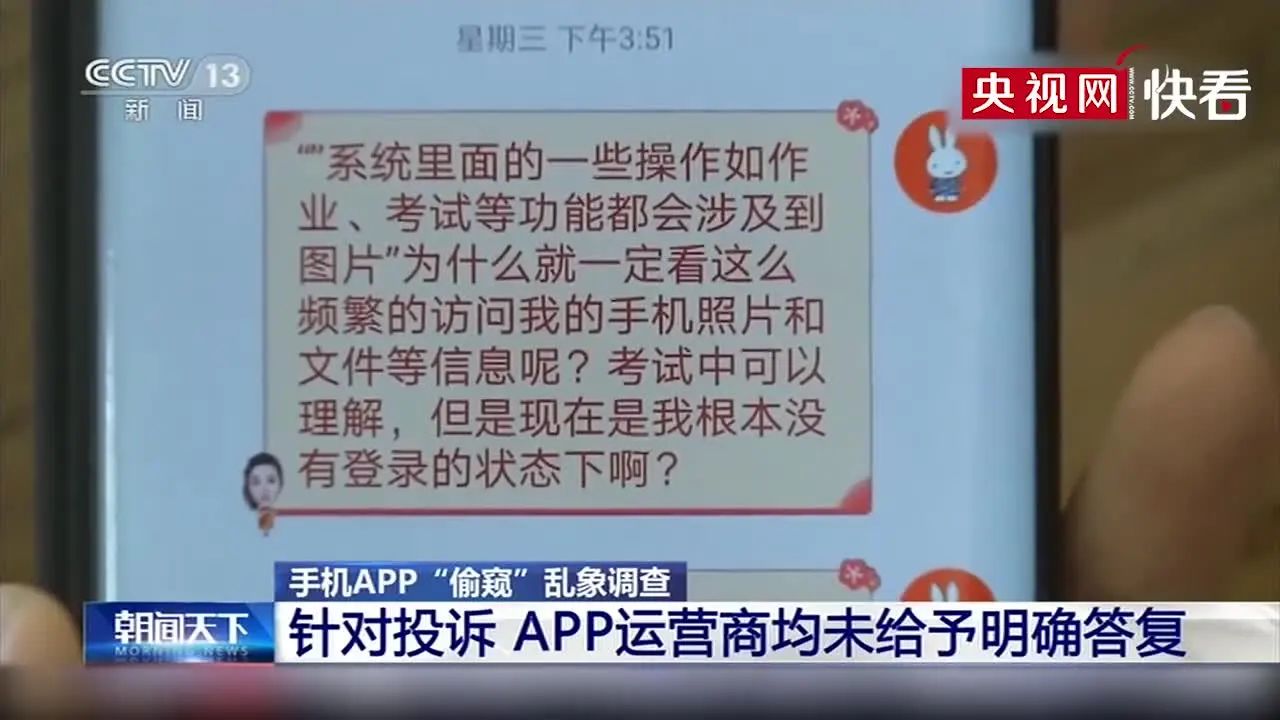 星期三 下午3:51
CCTV 13
新闻
央视网
WWW.CCTV.COM
快看
“”系统里面的一些操作如作
业、考试等功能都会涉及到
图片”为什么就一定看这么
频繁的访问我的手机照片和
文件等信息呢？考试中可以
理解，但是现在是我根本没
有登录的状态下啊？
手机APP“偷窥”乱象调查
朝闻天下
MORNING NEWS
针对投诉 APP运营商均未给予明确答复